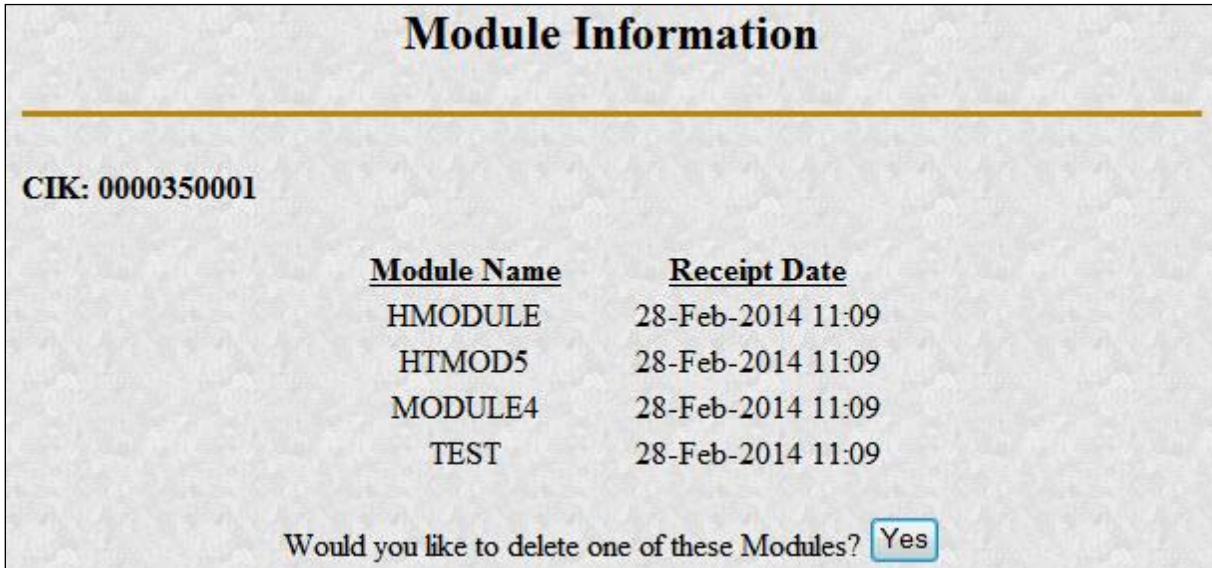 Module Information
CIK: 0000350001
Module Name Receipt Date
HMODULE 28-Feb-2014 11:09
HTMOD5 28-Feb-2014 11:09
MODULE4 28-Feb-2014 11:09
TEST 28-Feb-2014 11:09
Would you like to delete one of these Modules? Yes